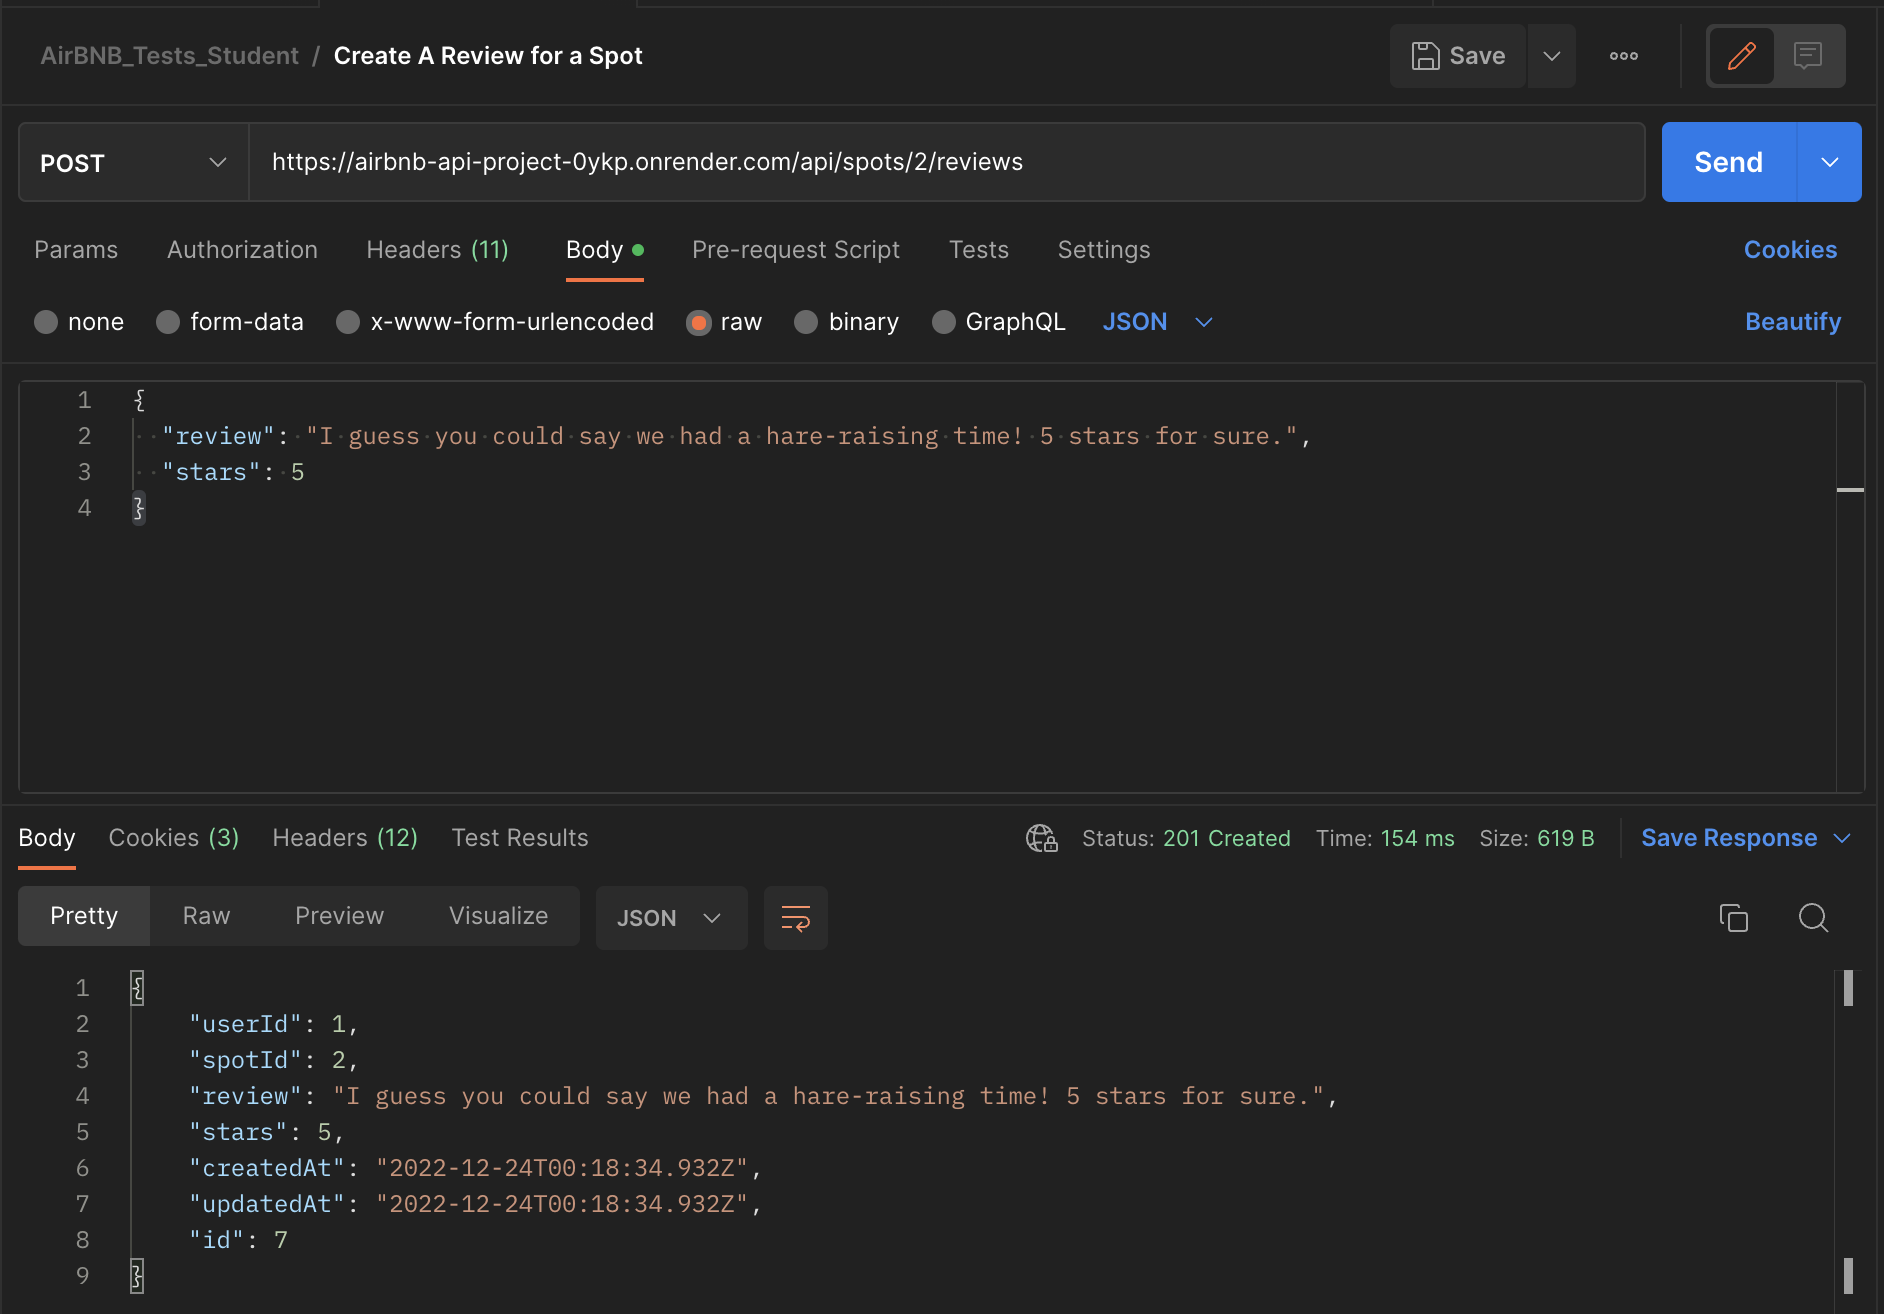 AirBNB_Tests_Student / Create A Review for a Spot
Save
POST
https://airbnb-api-project-0ykp.onrender.com/api/spots/2/reviews
Send
Params Authorization Headers (11) Body Pre-request Script Tests Settings Cookies
none form-data x-www-form-urlencoded raw binary GraphQL JSON Beautify
1 {
2 "review": "I guess you could say we had a hare-raising time! 5 stars for sure.",
3 "stars": 5
4 }
Body Cookies (3) Headers (12) Test Results Status: 201 Created Time: 154 ms Size: 619 B Save Response
Pretty Raw Preview Visualize JSON
1 {
2 "userId": 1,
3 "spotId": 2,
4 "review": "I guess you could say we had a hare-raising time! 5 stars for sure.",
5 "stars": 5,
6 "createdAt": "2022-12-24T00:18:34.932Z",
7 "updatedAt": "2022-12-24T00:18:34.932Z",
8 "id": 7
9 }